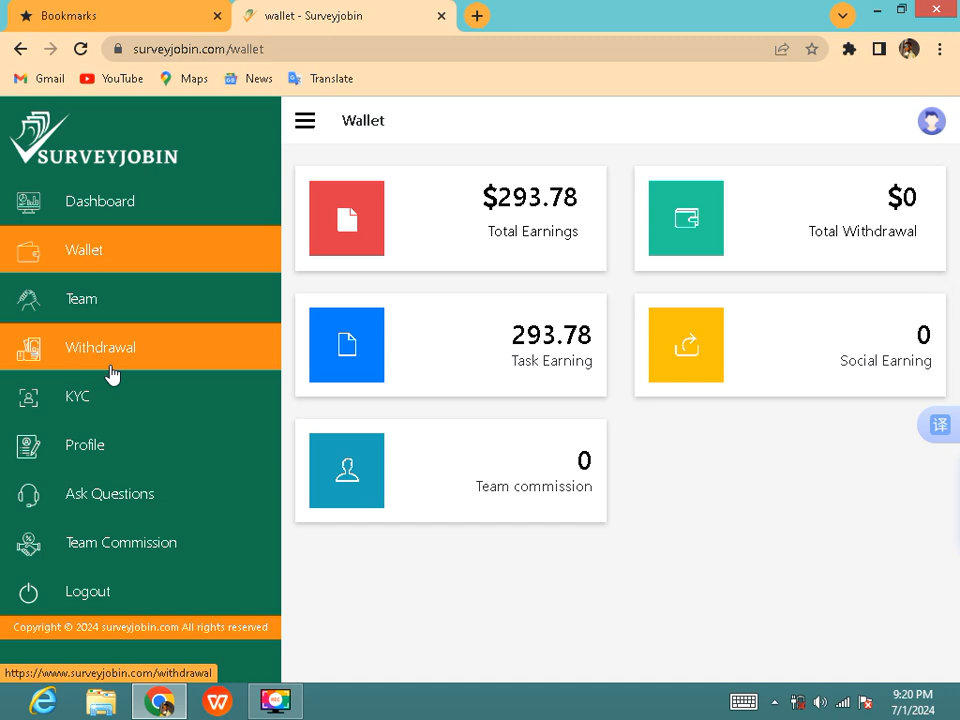 Bookmarks
wallet - Surveyjobin
surveyjobin.com/wallet
Gmail
YouTube
Maps
News
Translate
SURVEYJOBIN
Dashboard
Wallet
Team
Withdrawal
KYC
Profile
Ask Questions
Team Commission
Logout
Copyright © 2024 surveyjobin.com All rights reserved
https://www.surveyjobin.com/withdrawal
Wallet
$293.78
Total Earnings
$0
Total Withdrawal
293.78
Task Earning
0
Social Earning
0
Team commission
译
REC
9:20 PM
7/1/2024